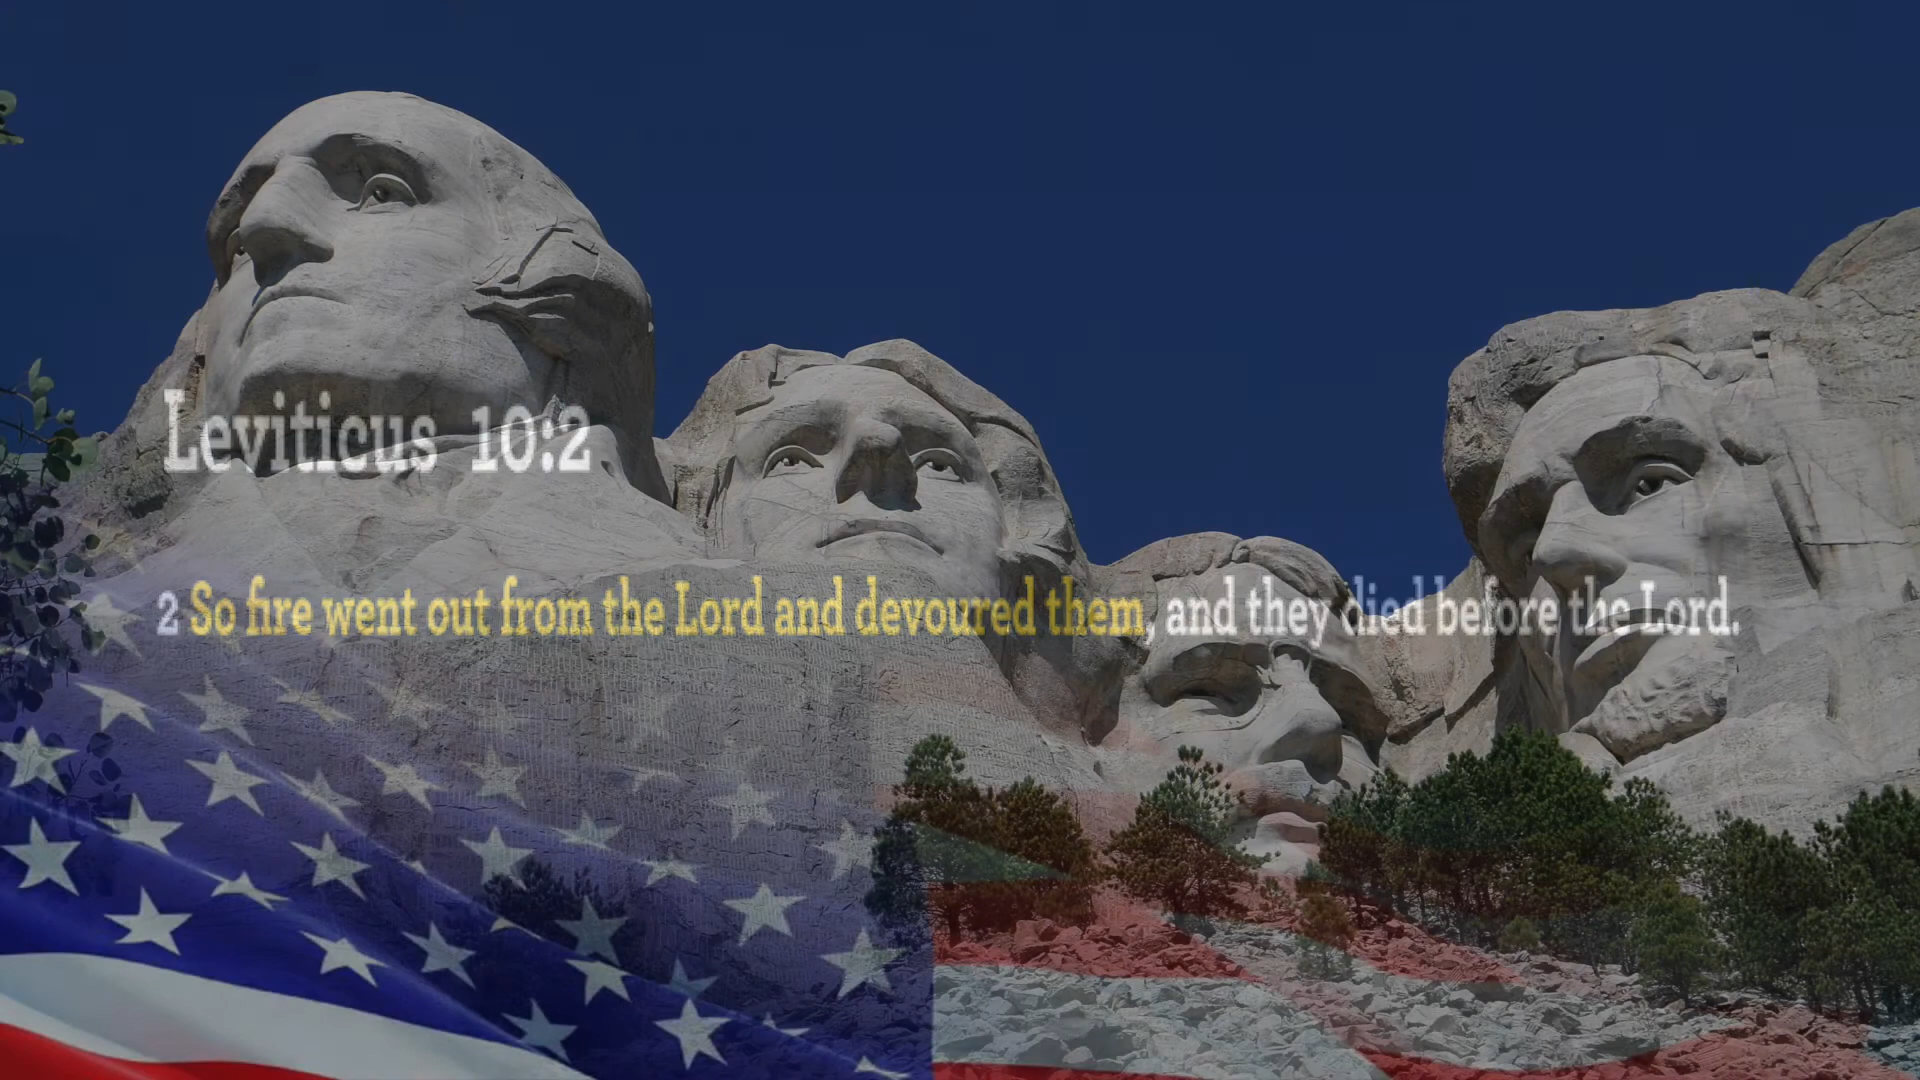 Leviticus 10:2
2 So fire went out from the Lord and devoured them, and they died before the Lord.